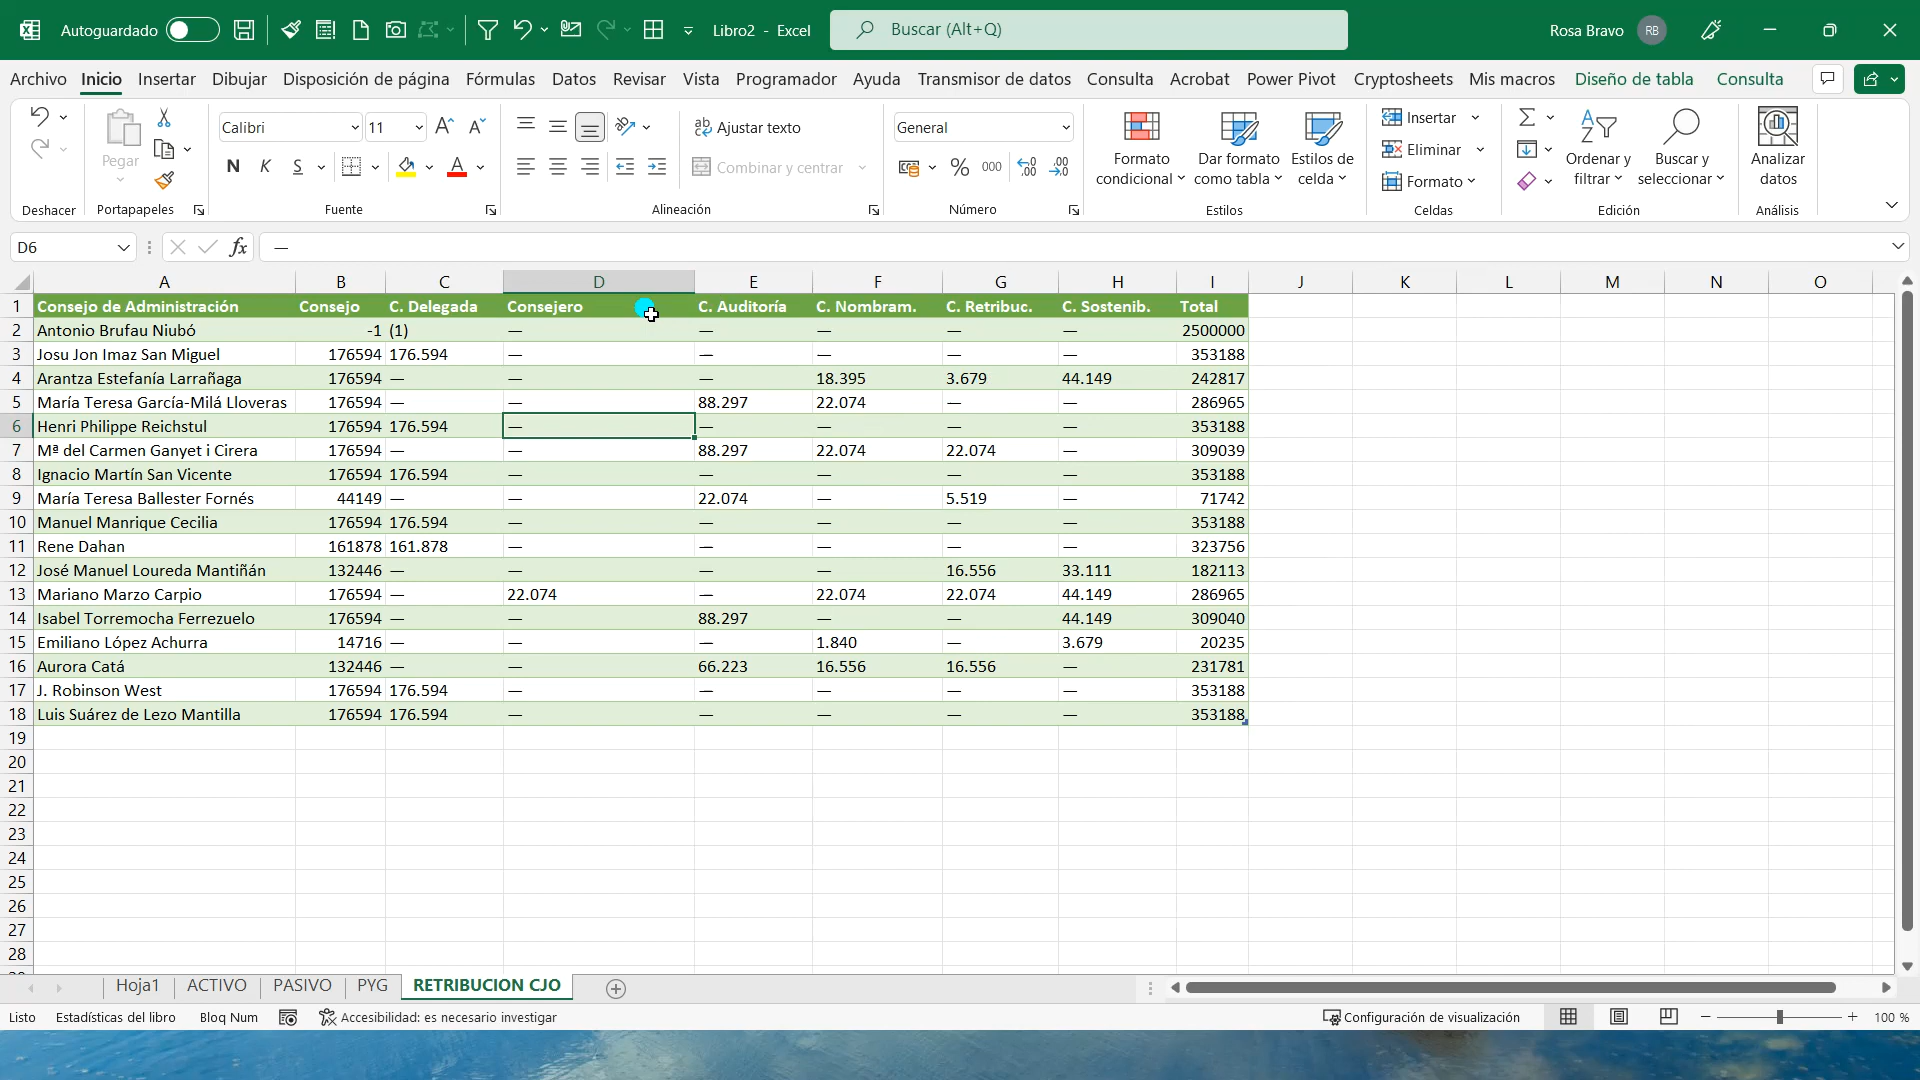 Autoguardado
Libro2 - Excel
Buscar (Alt+Q)
Rosa Bravo
RB
Archivo Inicio Insertar Dibujar Disposición de página Fórmulas Datos Revisar Vista Programador Ayuda Transmisor de datos Consulta Acrobat Power Pivot Cryptosheets Mis macros Diseño de tabla Consulta
Pegar
Calibri 11
N K S
Ajustar texto
Combinar y centrar
General
% 000
Formato condicional
Dar formato como tabla
Estilos de celda
Insertar
Eliminar
Formato
Ordenar y filtrar
Buscar y seleccionar
Analizar datos
Deshacer Portapapeles Fuente Alineación Número Estilos Celdas Edición Análisis
D6 fx —
A B C D E F G H I J K L M N O
1 Consejo de Administración Consejo C. Delegada Consejero C. Auditoría C. Nombram. C. Retribuc. C. Sostenib. Total
2 Antonio Brufau Niubó -1 (1) — — — — — 2500000
3 Josu Jon Imaz San Miguel 176594 176.594 — — — — — 353188
4 Arantza Estefanía Larrañaga 176594 — — — 18.395 3.679 44.149 242817
5 María Teresa García-Milá Lloveras 176594 — — 88.297 22.074 — — 286965
6 Henri Philippe Reichstul 176594 176.594 — — — — — 353188
7 Mª del Carmen Ganyet i Cirera 176594 — — 88.297 22.074 22.074 — 309039
8 Ignacio Martín San Vicente 176594 176.594 — — — — — 353188
9 María Teresa Ballester Fornés 44149 — — 22.074 — 5.519 — 71742
10 Manuel Manrique Cecilia 176594 176.594 — — — — — 353188
11 Rene Dahan 161878 161.878 — — — — — 323756
12 José Manuel Loureda Mantiñán 132446 — — — — 16.556 33.111 182113
13 Mariano Marzo Carpio 176594 — 22.074 — 22.074 22.074 44.149 286965
14 Isabel Torremocha Ferrezuelo 176594 — — 88.297 — — 44.149 309040
15 Emiliano López Achurra 14716 — — — 1.840 — 3.679 20235
16 Aurora Catá 132446 — — 66.223 16.556 16.556 — 231781
17 J. Robinson West 176594 176.594 — — — — — 353188
18 Luis Suárez de Lezo Mantilla 176594 176.594 — — — — — 353188
19
20
21
22
23
24
25
26
27
28
Hoja1 ACTIVO PASIVO PYG RETRIBUCION CJO
Listo Estadísticas del libro Bloq Num Accesibilidad: es necesario investigar Configuración de visualización 100 %